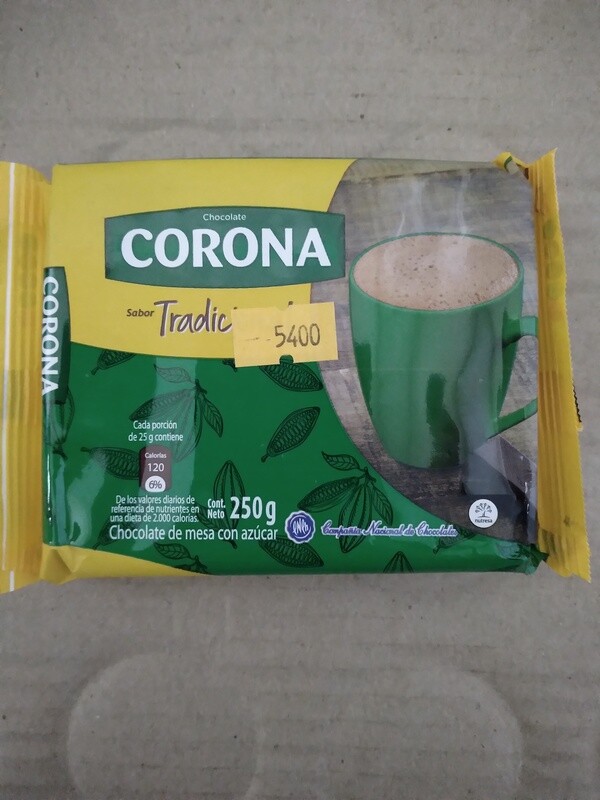 Chocolate
CORONA
Sabor
5400
CORONA
Cada porción
de 25 g contiene
Calorías
120
6%
De los valores diarios de
referencia de nutrientes en
una dieta de 2.000 calorías.
Cont.
Neto 250 g
Chocolate de mesa con azúcar
Compañía Nacional de Chocolates
nutresa